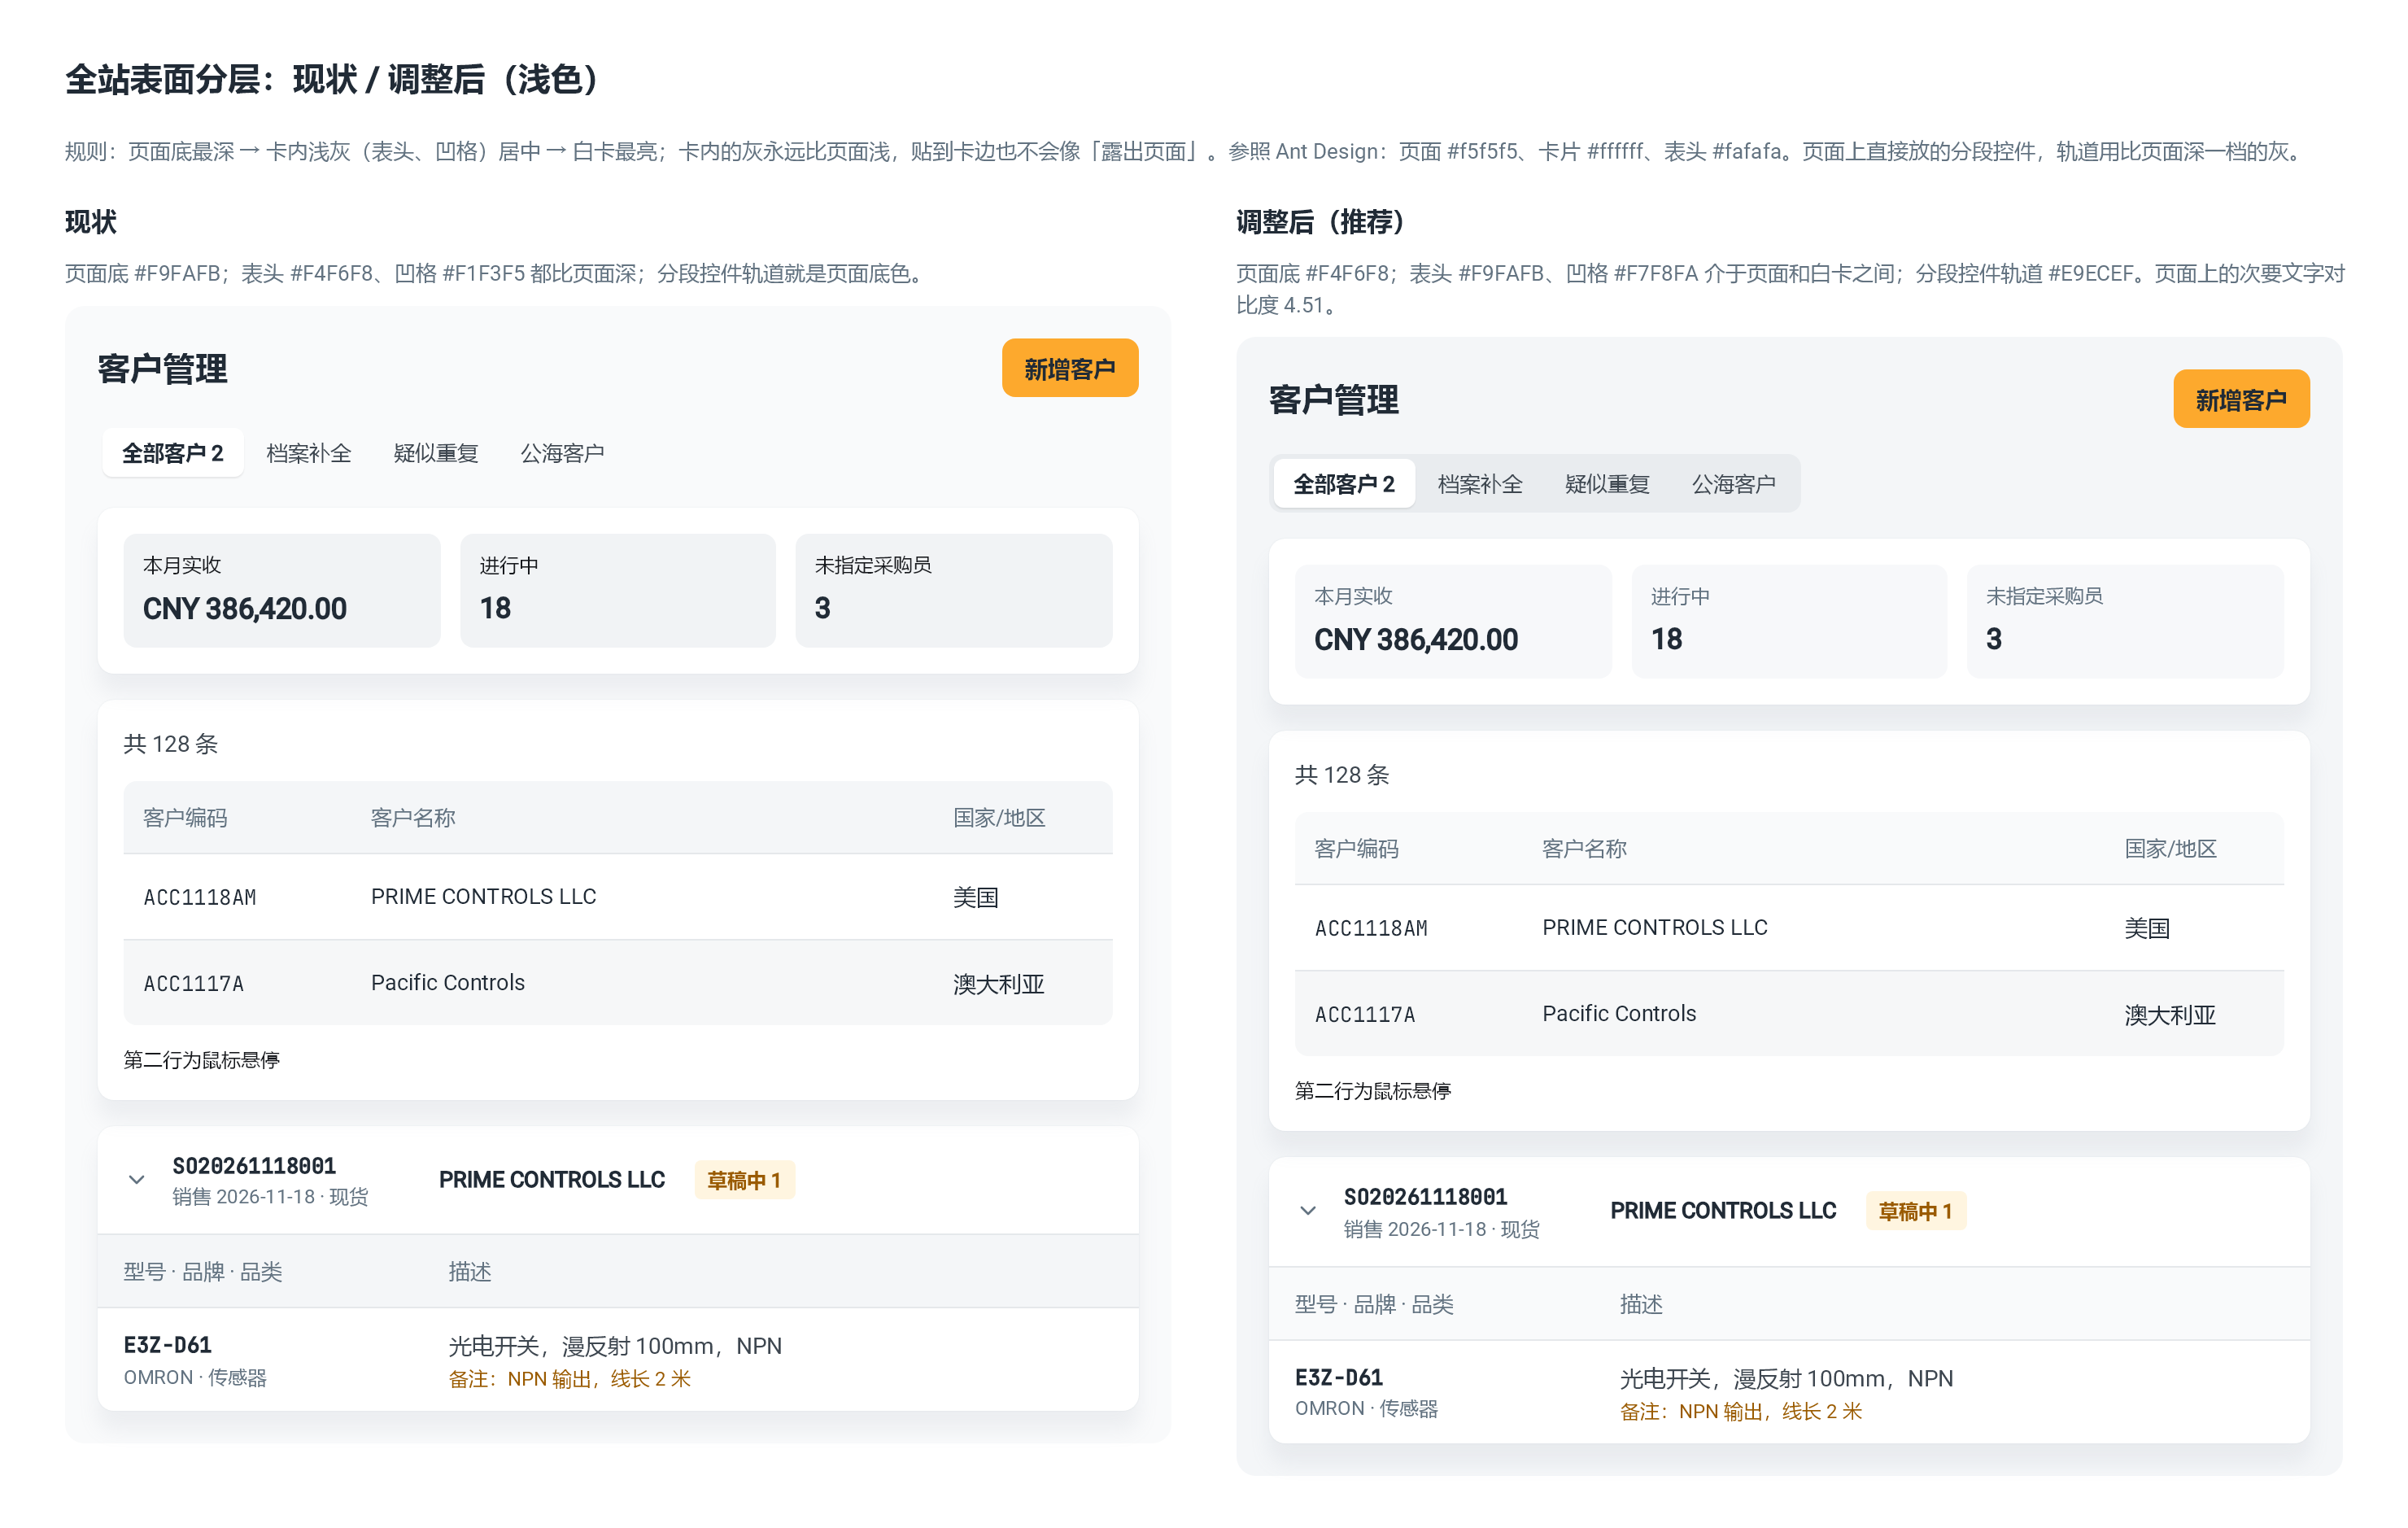 全站表面分层：现状 / 调整后（浅色）
规则：页面底最深 → 卡内浅灰（表头、凹格）居中 → 白卡最亮；卡内的灰永远比页面浅，贴到卡边也不会像「露出页面」。参照 Ant Design：页面 #f5f5f5、卡片 #ffffff、表头 #fafafa。页面上直接放的分段控件，轨道用比页面深一档的灰。
现状
页面底 #F9FAFB；表头 #F4F6F8、凹格 #F1F3F5 都比页面深；分段控件轨道就是页面底色。
客户管理
新增客户
全部客户 2 档案补全 疑似重复 公海客户
本月实收 进行中 未指定采购员
CNY 386,420.00 18 3
共 128 条
客户编码 客户名称 国家/地区
ACC1118AM PRIME CONTROLS LLC 美国
ACC1117A Pacific Controls 澳大利亚
第二行为鼠标悬停
SO20261118001
销售 2026-11-18 · 现货
PRIME CONTROLS LLC 草稿中 1
型号 · 品牌 · 品类 描述
E3Z-D61 光电开关，漫反射 100mm，NPN
OMRON · 传感器 备注：NPN 输出，线长 2 米
调整后（推荐）
页面底 #F4F6F8；表头 #F9FAFB、凹格 #F7F8FA 介于页面和白卡之间；分段控件轨道 #E9ECEF。页面上的次要文字对
比度 4.51。
客户管理
新增客户
全部客户 2 档案补全 疑似重复 公海客户
本月实收 进行中 未指定采购员
CNY 386,420.00 18 3
共 128 条
客户编码 客户名称 国家/地区
ACC1118AM PRIME CONTROLS LLC 美国
ACC1117A Pacific Controls 澳大利亚
第二行为鼠标悬停
SO20261118001
销售 2026-11-18 · 现货
PRIME CONTROLS LLC 草稿中 1
型号 · 品牌 · 品类 描述
E3Z-D61 光电开关，漫反射 100mm，NPN
OMRON · 传感器 备注：NPN 输出，线长 2 米